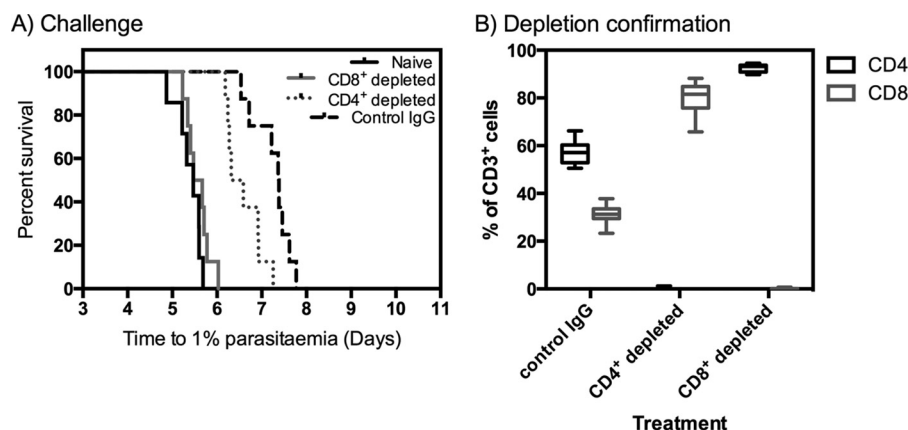 A) Challenge
Percent survival
100
80
60
40
20
0
3 4 5 6 7 8 9 10 11
Time to 1% parasitaemia (Days)
Naive
CD8+ depleted
CD4+ depleted
Control IgG
B) Depletion confirmation
% of CD3+ cells
100
80
60
40
20
0
control IgG
CD4+ depleted
CD8+ depleted
Treatment
CD4
CD8